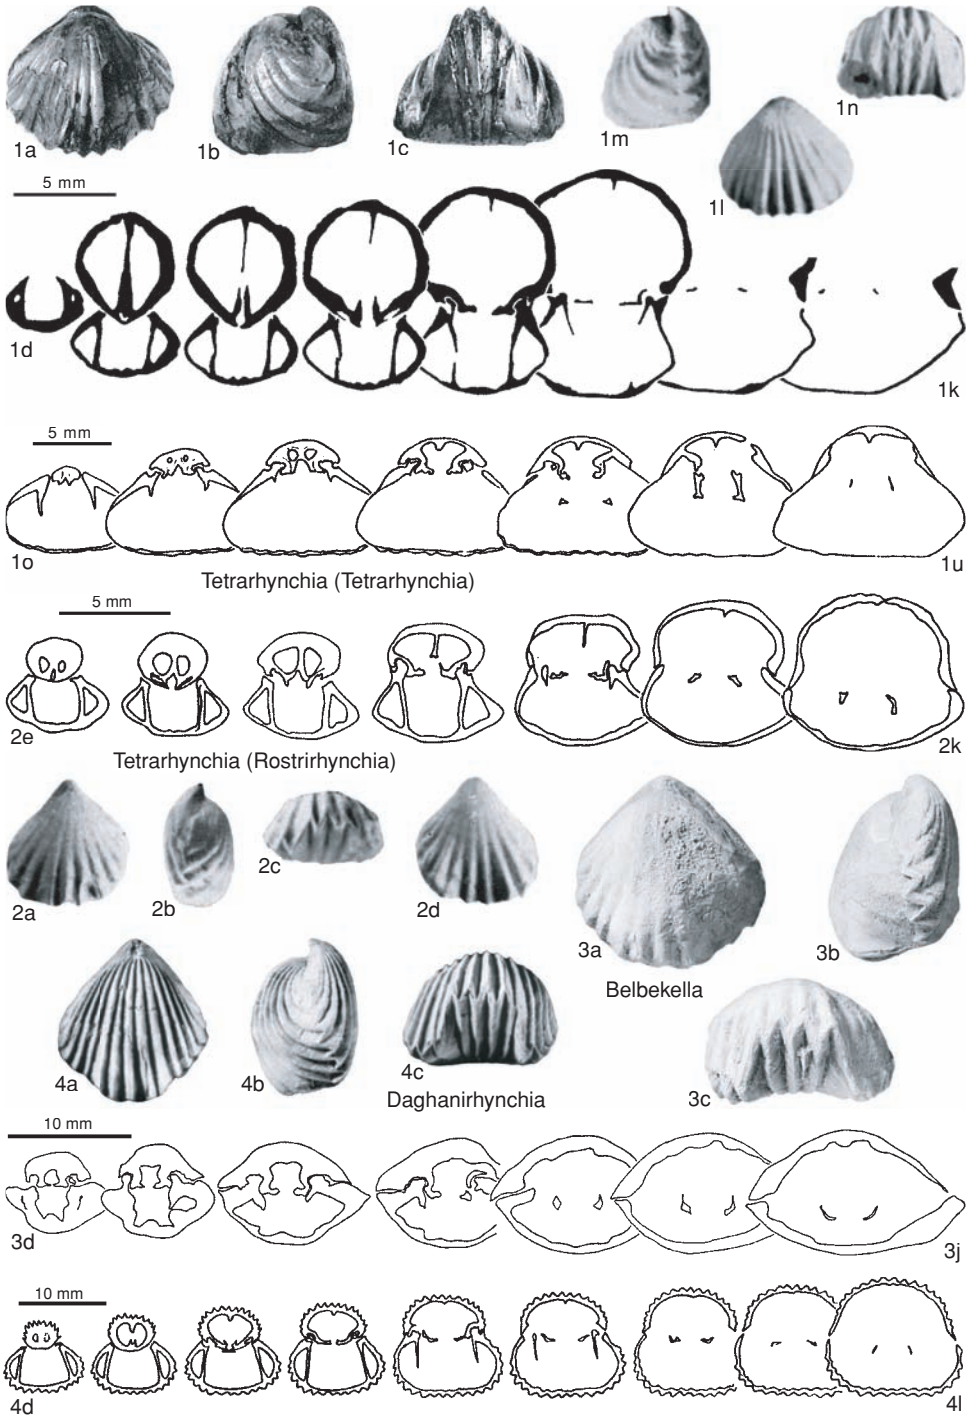 1a
1b
1c
1m
1n
1l
5 mm
1d
1k
5 mm
1o
1u
Tetrarhynchia (Tetrarhynchia)
5 mm
2e
2k
Tetrarhynchia (Rostrirhynchia)
2a
2b
2c
2d
3a
3b
Belbekella
4a
4b
4c
3c
Daghanirhynchia
10 mm
3d
3j
10 mm
4d
4l